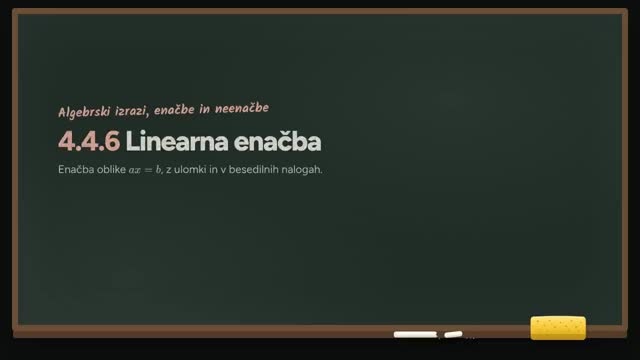 Algebrski izrazi, enačbe in neenačbe
4.4.6 Linearna enačba
Enačba oblike ax = b, z ulomki in v besedilnih nalogah.